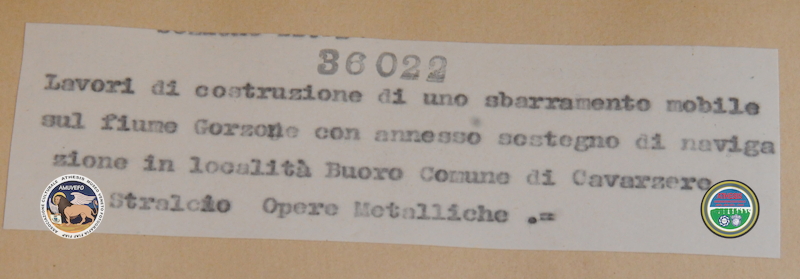 36022
Lavori di costruzione di uno sbarramento mobile
sul fiume Gorzone con annesso sostegno di naviga
zione in località Buoro Comune di Cavarzere
Stralcio Opere Metalliche .=
AMUVEFO